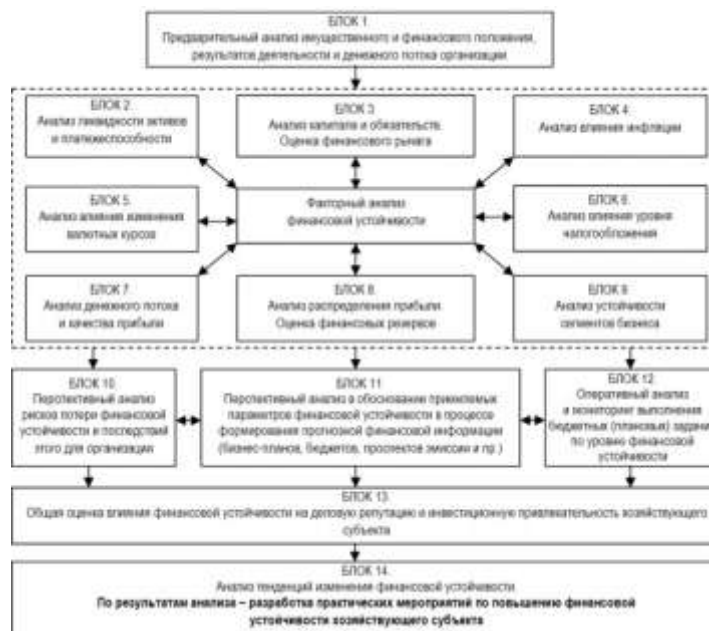 БЛОК 1.
Предварительный анализ имущественного и финансового положения,
результатов деятельности и денежного потока организации
БЛОК 2.
Анализ ликвидности активов
и платежеспособности
БЛОК 3
Анализ капитала и обязательств.
Оценка финансового рычага
БЛОК 4.
Анализ влияния инфляции
БЛОК 5.
Анализ влияния изменения
валютных курсов
Факторный анализ
финансовой устойчивости
БЛОК 6.
Анализ влияния уровня
налогообложения
БЛОК 7.
Анализ денежного потока
и качества прибыли
БЛОК 8.
Анализ распределения прибыли.
Оценка финансовых резервов
БЛОК 9.
Анализ устойчивости
сегментов бизнеса
БЛОК 10.
Перспективный анализ
рисков потери финансовой
устойчивости и последствий
этого для организации
БЛОК 11
Перспективный анализ в обосновании приемлемых
параметров финансовой устойчивости в процессе
формирования прогнозной финансовой информации
(бизнес-планов, бюджетов, проспектов эмиссии и пр.)
БЛОК 12.
Оперативный анализ
и мониторинг выполнения
бюджетных (плановых) заданий
по уровню финансовой
устойчивости
БЛОК 13.
Общая оценка влияния финансовой устойчивости на деловую репутацию и инвестиционную привлекательность хозяйствующего
субъекта
БЛОК 14.
Анализ тенденций изменения финансовой устойчивости
По результатам анализа – разработка практических мероприятий по повышению финансовой
устойчивости хозяйствующего субъекта